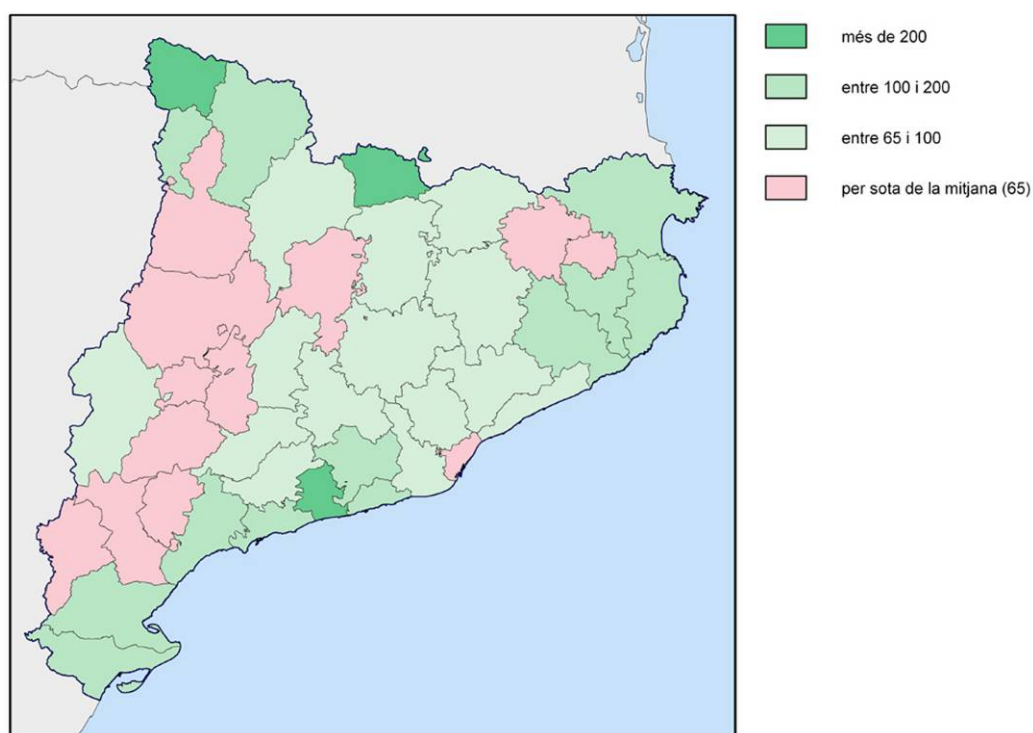 més de 200
entre 100 i 200
entre 65 i 100
per sota de la mitjana (65)